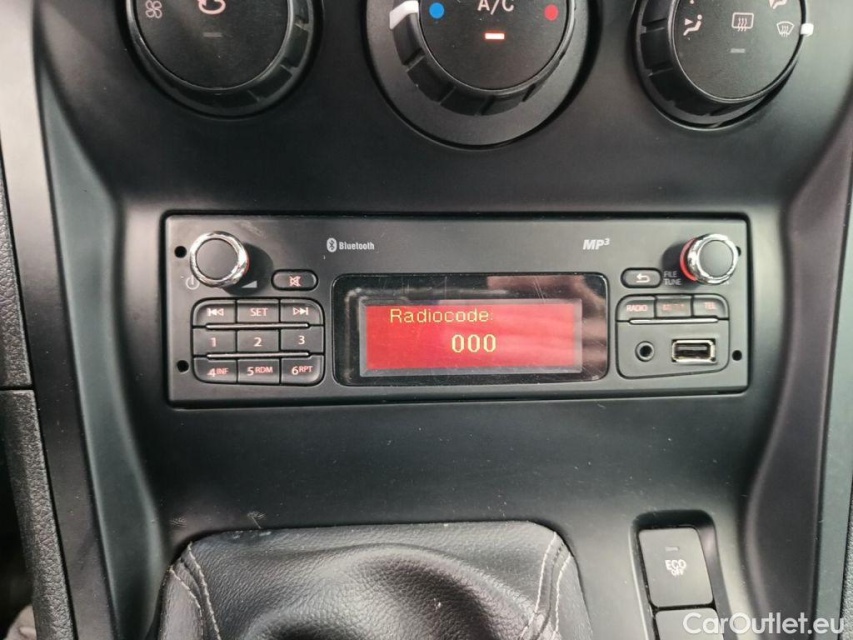 A/C
Bluetooth
MP3
FILE
TUNE
SET
RADIO
TEL
1
2
3
4INF
5RDM
6RPT
Radiocode:
000
ECO
OFF
CarOutlet.eu